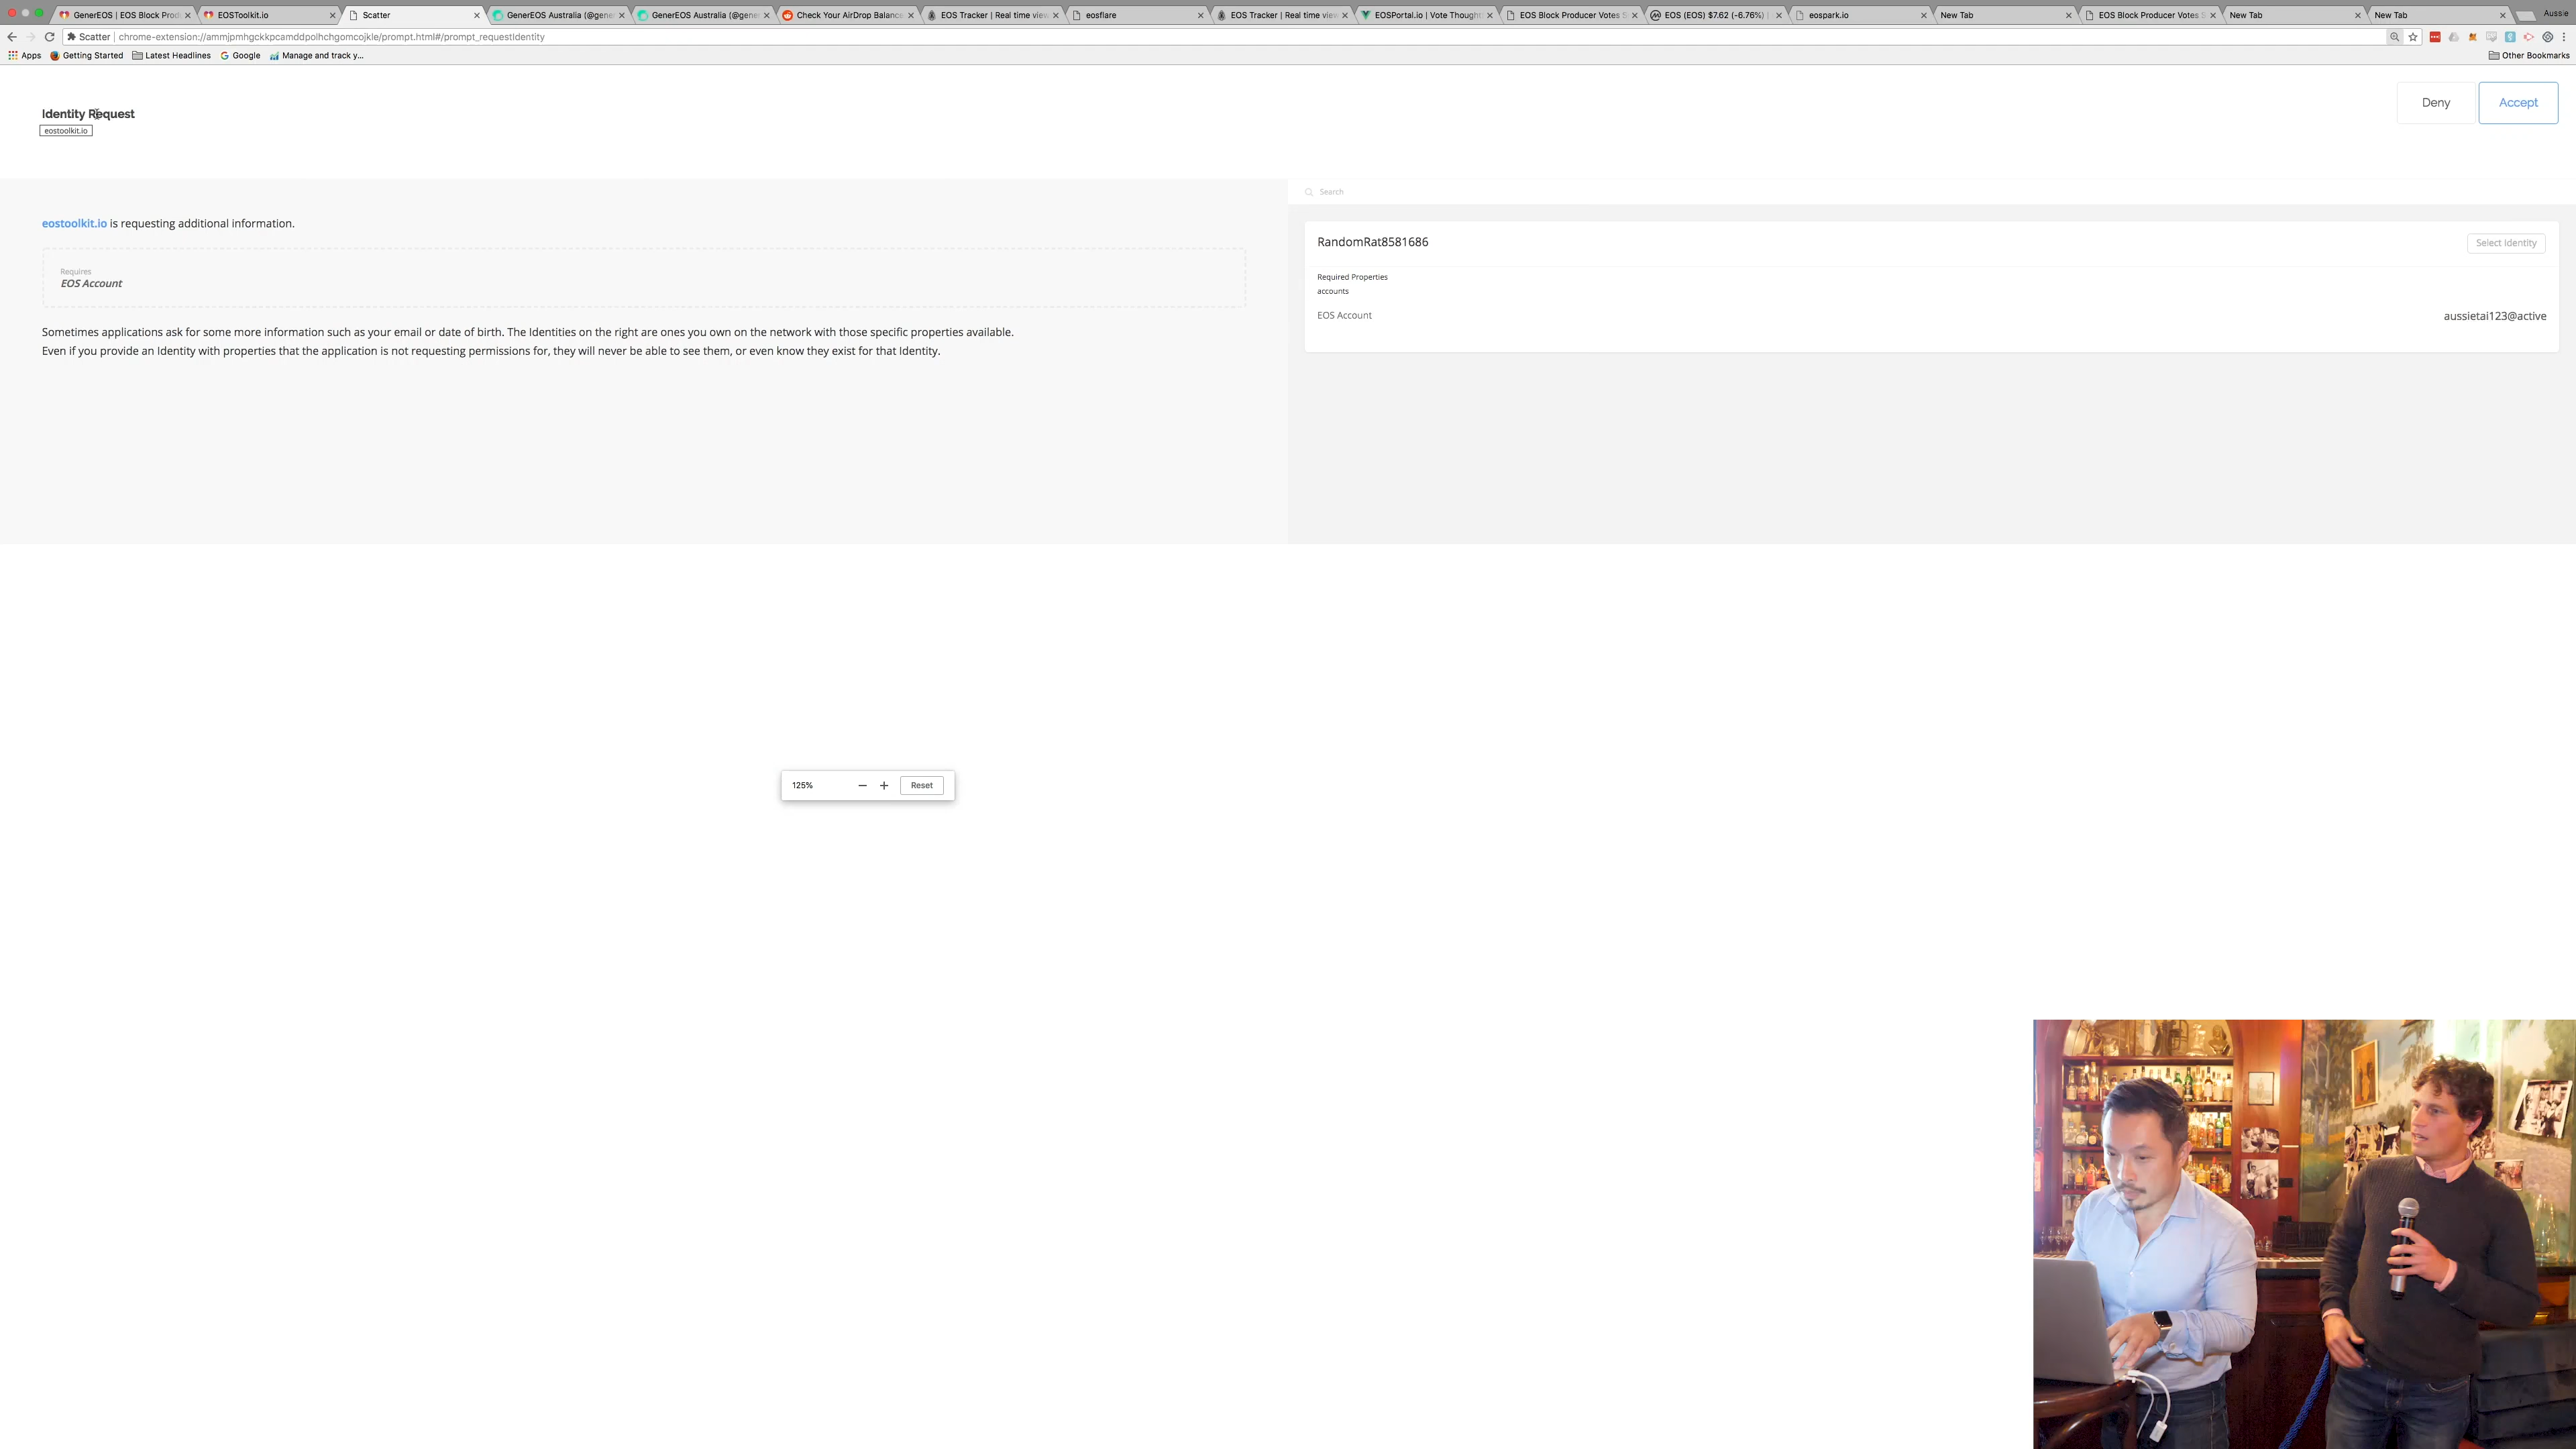 GenerEOS | EOS Block Prod
EOSToolkit.io
Scatter
GenerEOS Australia (@gene
GenerEOS Australia (@gene
Check Your AirDrop Balance
EOS Tracker | Real time view
eosflare
EOS Tracker | Real time view
EOSPortal.io | Vote Thought
EOS Block Producer Votes S
EOS (EOS) $7.62 (-6.76%) |
eospark.io
New Tab
EOS Block Producer Votes S
New Tab
New Tab
Aussie
Scatter | chrome-extension://ammjpmhgckkpcamddpolhchgomcojkle/prompt.html#/prompt_requestIdentity
Apps
Getting Started
Latest Headlines
Google
Manage and track y...
Other Bookmarks
Identity Request
eostoolkit.io
Deny
Accept
Search
eostoolkit.io is requesting additional information.
Requires
EOS Account
Sometimes applications ask for some more information such as your email or date of birth. The Identities on the right are ones you own on the network with those specific properties available.
Even if you provide an Identity with properties that the application is not requesting permissions for, they will never be able to see them, or even know they exist for that Identity.
RandomRat8581686
Select Identity
Required Properties
accounts
EOS Account
aussietai123@active
125%
Reset